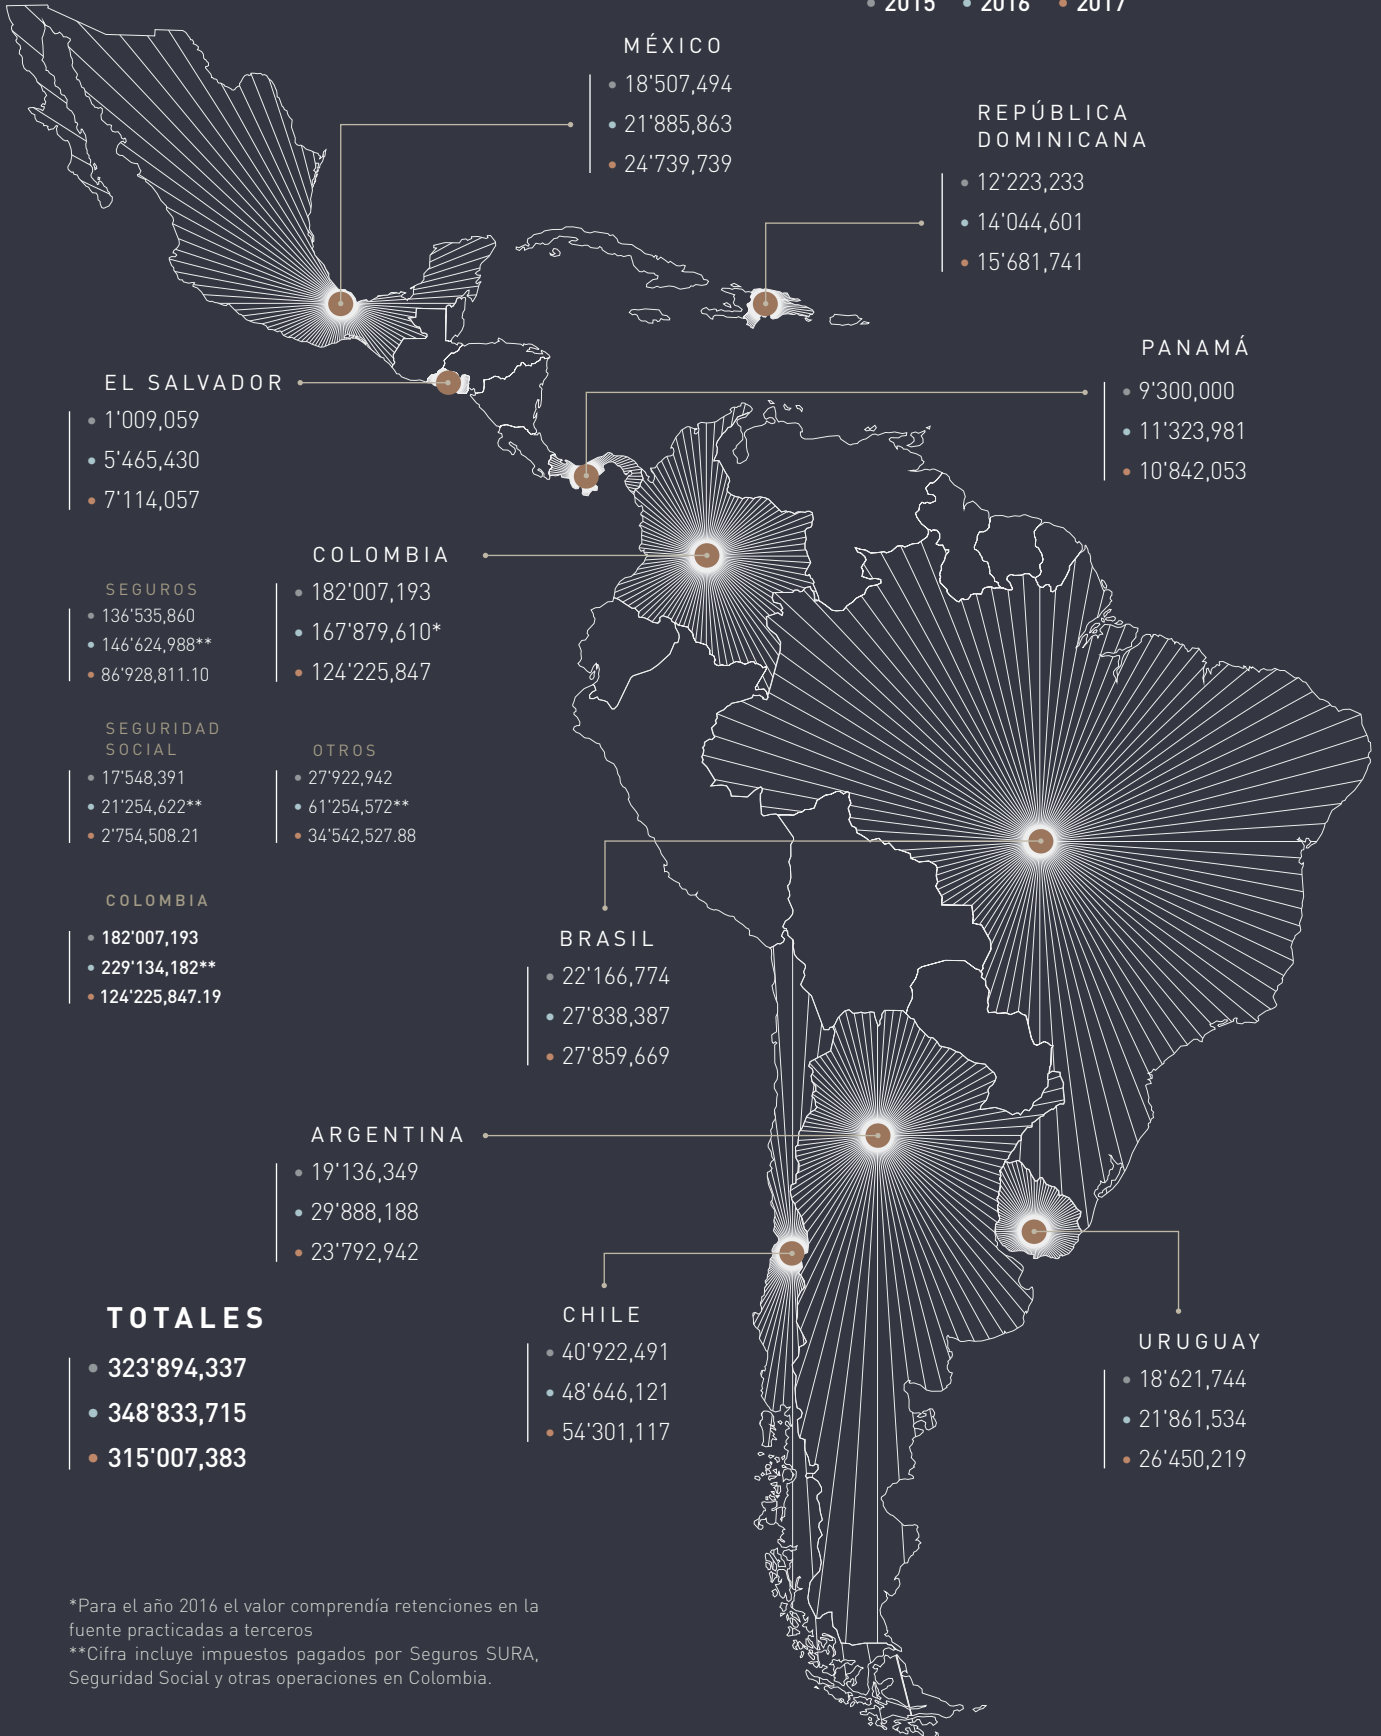 2015 2016 2017
MÉXICO
18'507,494
21'885,863
24'739,739
REPÚBLICA
DOMINICANA
12'223,233
14'044,601
15'681,741
PANAMÁ
9'300,000
11'323,981
10'842,053
EL SALVADOR
1'009,059
5'465,430
7'114,057
COLOMBIA
182'007,193
167'879,610*
124'225,847
SEGUROS
136'535,860
146'624,988**
86'928,811.10
SEGURIDAD
SOCIAL
17'548,391
21'254,622**
2'754,508.21
OTROS
27'922,942
61'254,572**
34'542,527.88
COLOMBIA
182'007,193
229'134,182**
124'225,847.19
BRASIL
22'166,774
27'838,387
27'859,669
ARGENTINA
19'136,349
29'888,188
23'792,942
CHILE
40'922,491
48'646,121
54'301,117
URUGUAY
18'621,744
21'861,534
26'450,219
TOTALES
323'894,337
348'833,715
315'007,383
*Para el año 2016 el valor comprendía retenciones en la
fuente practicadas a terceros
**Cifra incluye impuestos pagados por Seguros SURA,
Seguridad Social y otras operaciones en Colombia.